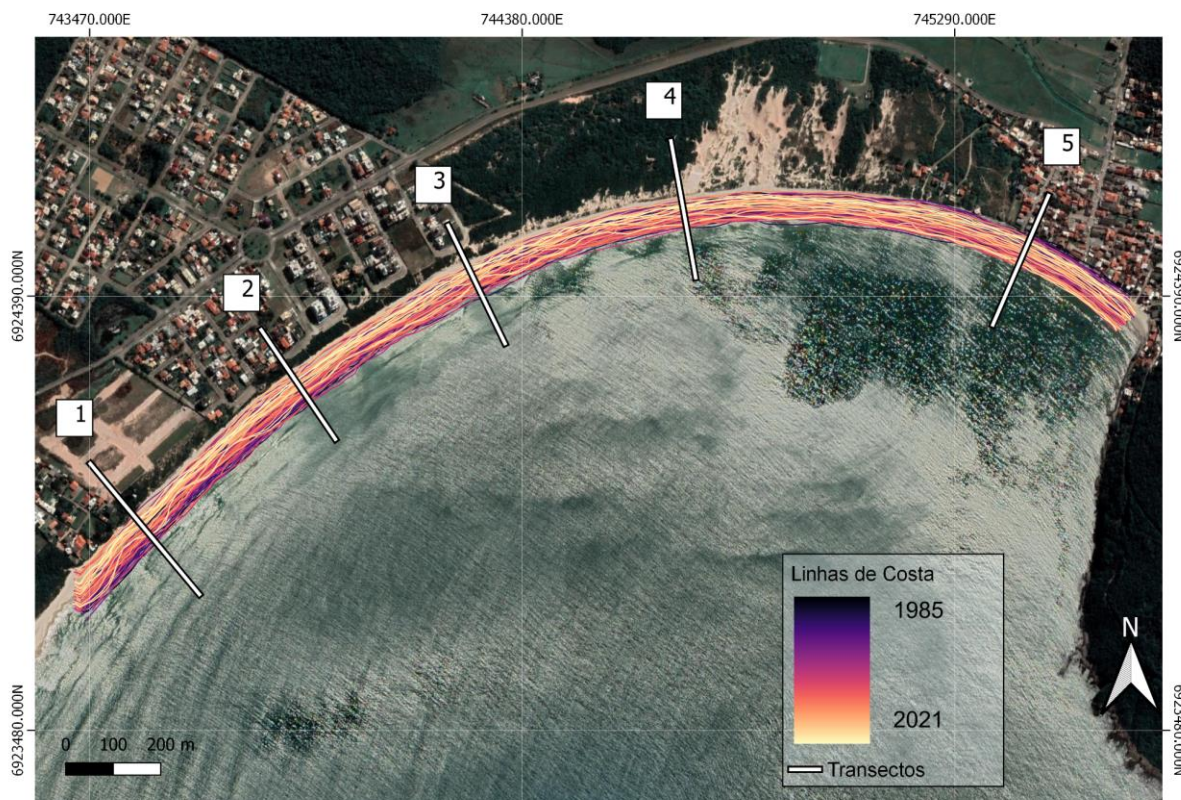 743470.000E
744380.000E
745290.000E
4
5
3
2
6924390.000N
6924390.000N
1
Linhas de Costa
1985
2021
Transectos
N
6923480.000N
6923480.000N
0 100 200 m